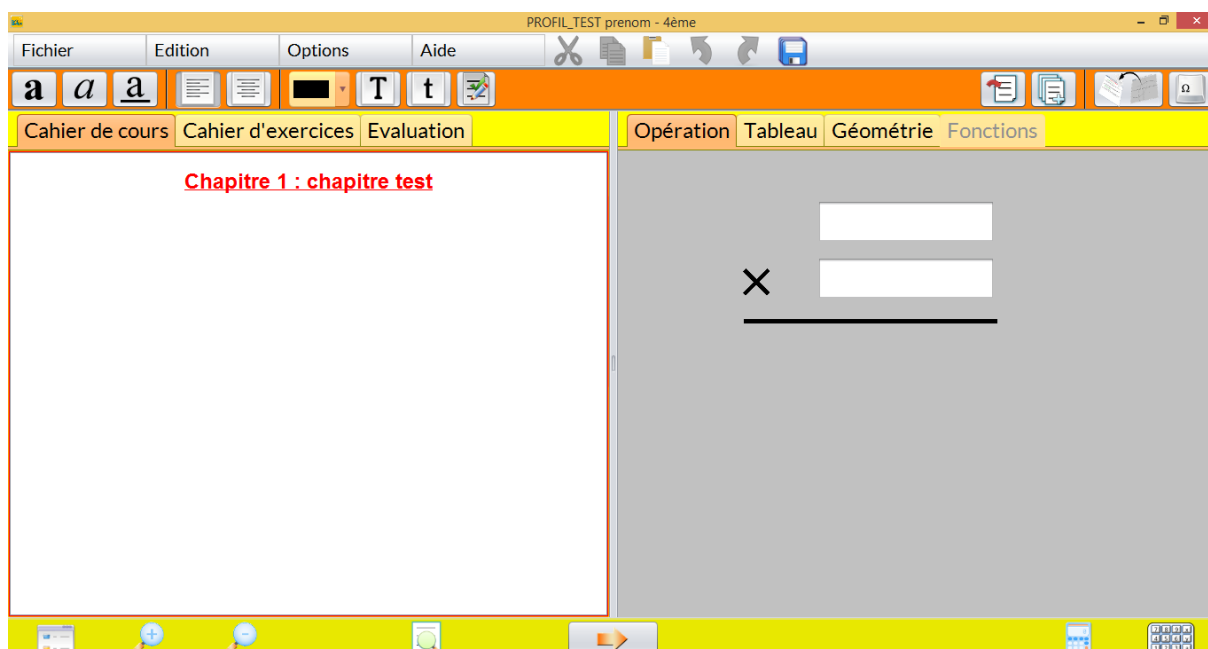 PROFIL_TEST prenom - 4ème
Fichier Edition Options Aide
a a a T t Ω
Cahier de cours Cahier d'exercices Evaluation Opération Tableau Géométrie Fonctions
Chapitre 1 : chapitre test
×